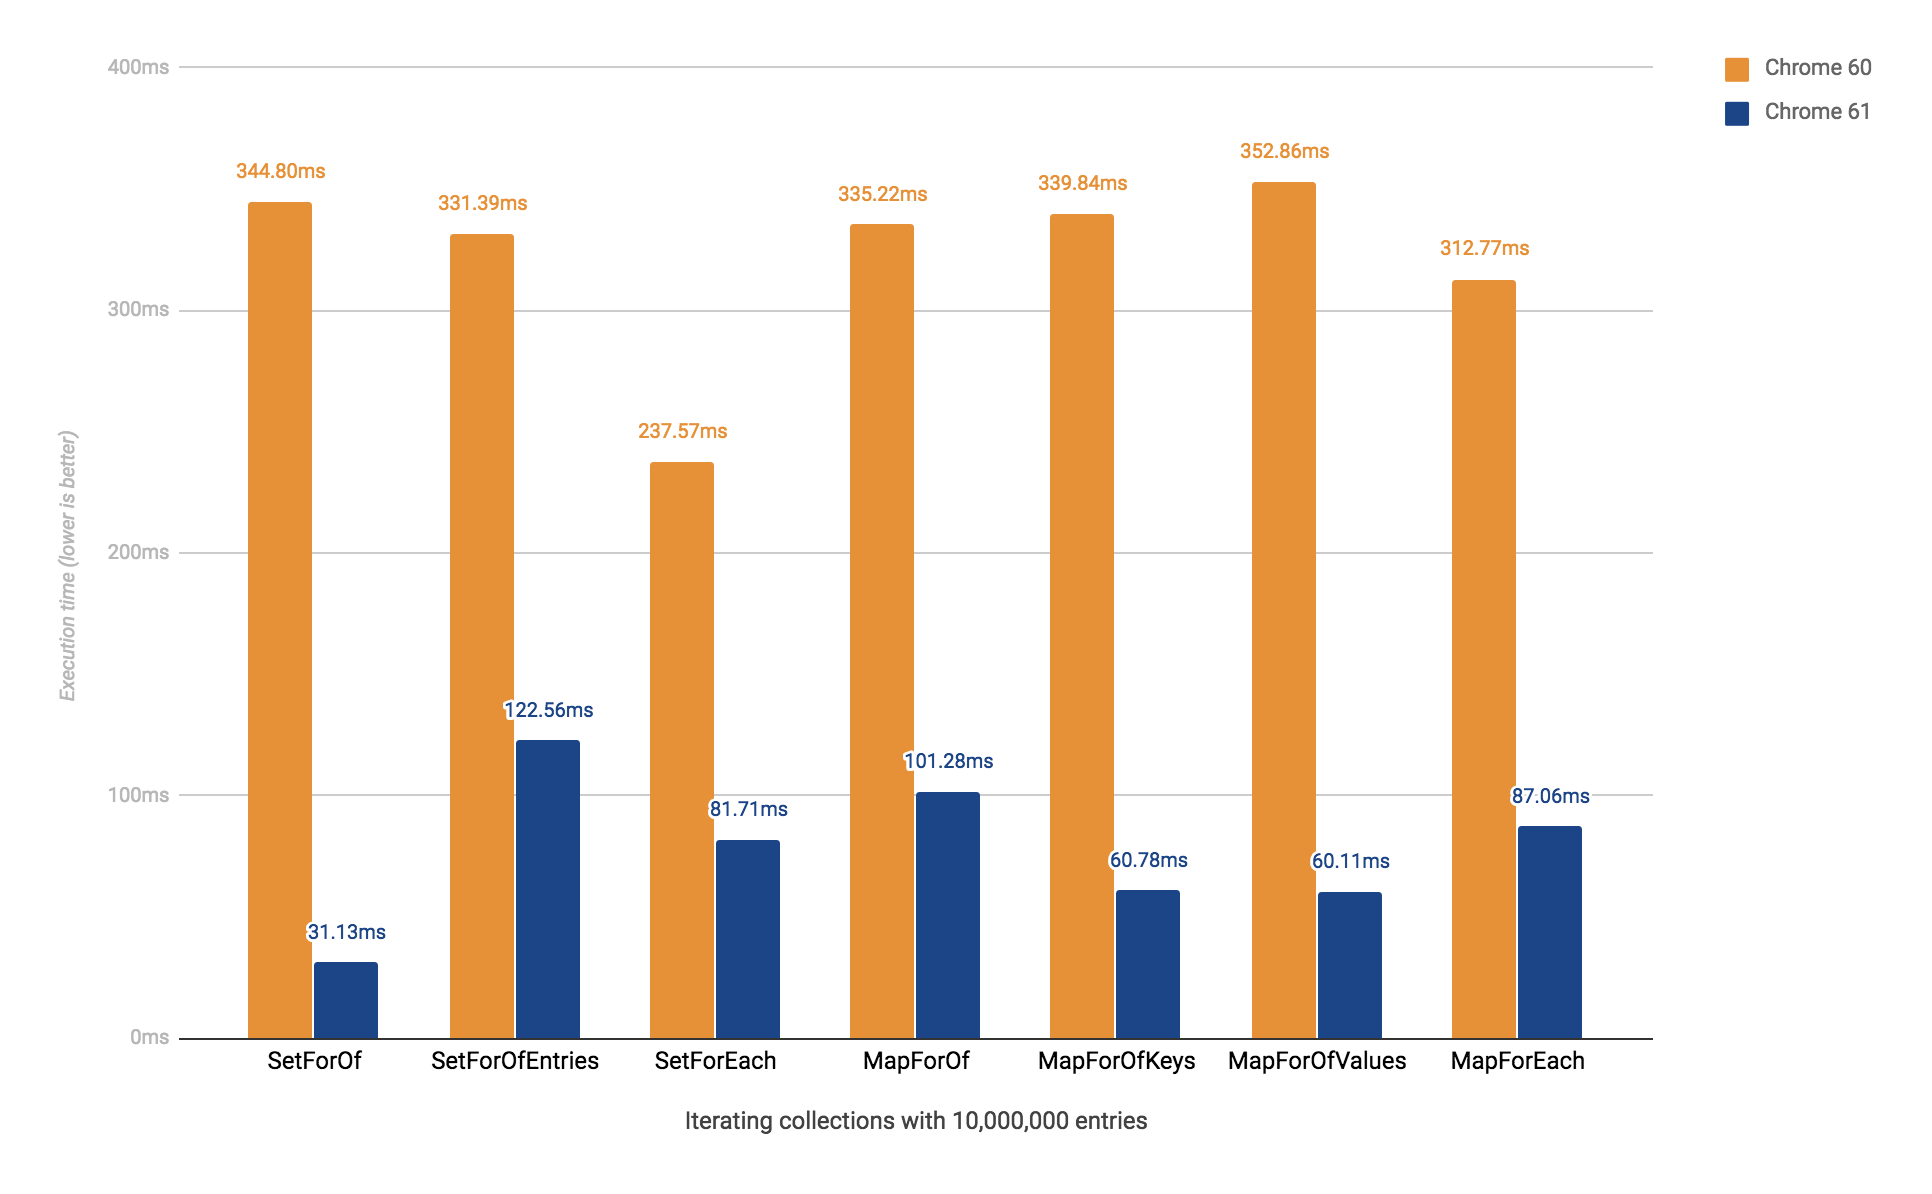 400ms
300ms
200ms
100ms
0ms
Execution time (lower is better)
Chrome 60
Chrome 61
344.80ms
31.13ms
331.39ms
122.56ms
237.57ms
81.71ms
335.22ms
101.28ms
339.84ms
60.78ms
352.86ms
60.11ms
312.77ms
87.06ms
SetForOf
SetForOfEntries
SetForEach
MapForOf
MapForOfKeys
MapForOfValues
MapForEach
Iterating collections with 10,000,000 entries